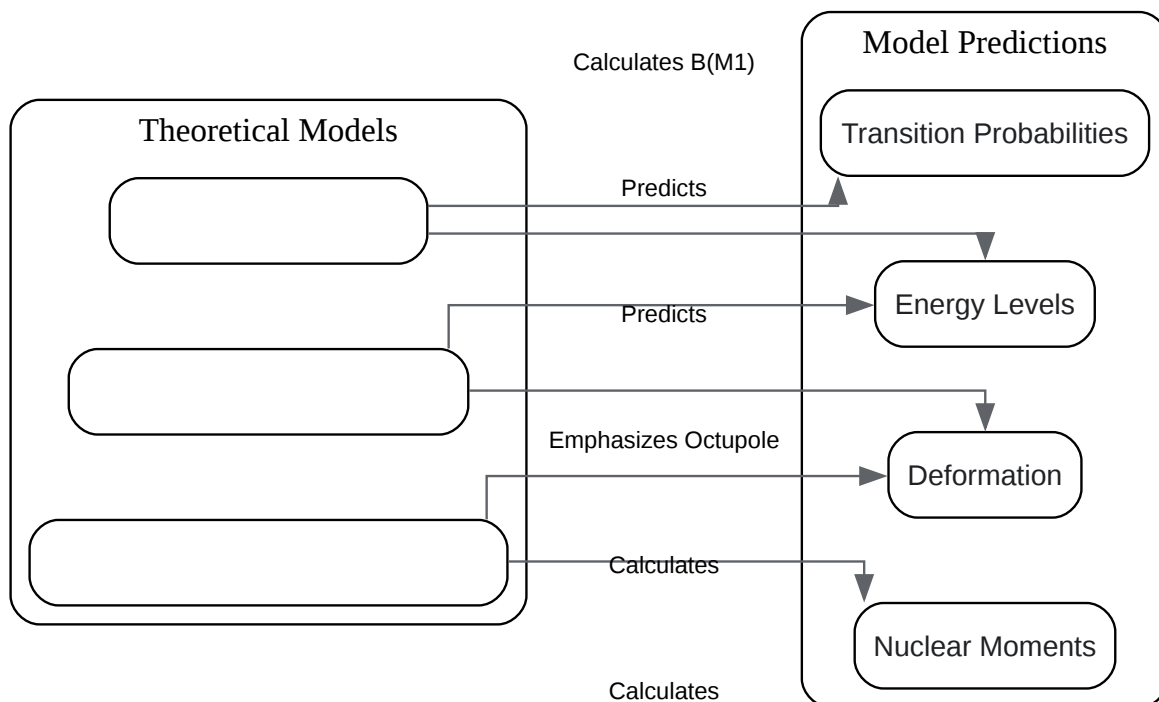 Theoretical Models
Calculates B(M1)
Predicts
Predicts
Emphasizes Octupole
Calculates
Calculates
Model Predictions
Transition Probabilities
Energy Levels
Deformation
Nuclear Moments